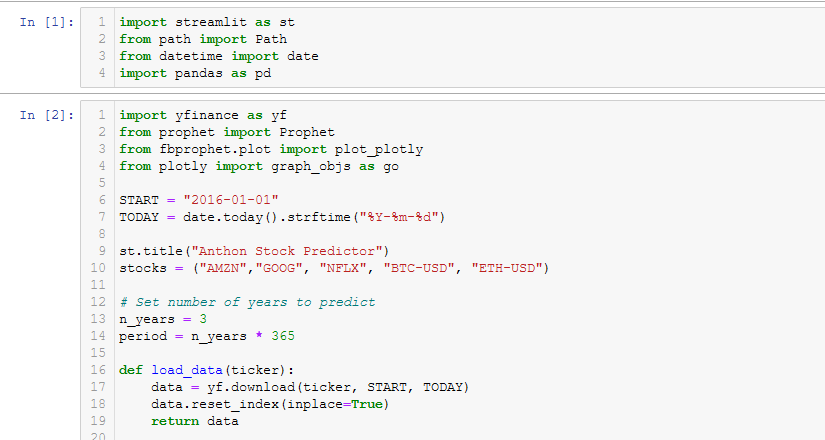 In [1]:
1 import streamlit as st
2 from path import Path
3 from datetime import date
4 import pandas as pd
In [2]:
1 import yfinance as yf
2 from prophet import Prophet
3 from fbprophet.plot import plot_plotly
4 from plotly import graph_objs as go
5
6 START = "2016-01-01"
7 TODAY = date.today().strftime("%Y-%m-%d")
8
9 st.title("Anthon Stock Predictor")
10 stocks = ("AMZN","GOOG", "NFLX", "BTC-USD", "ETH-USD")
11
12 # Set number of years to predict
13 n_years = 3
14 period = n_years * 365
15
16 def load_data(ticker):
17     data = yf.download(ticker, START, TODAY)
18     data.reset_index(inplace=True)
19     return data
20